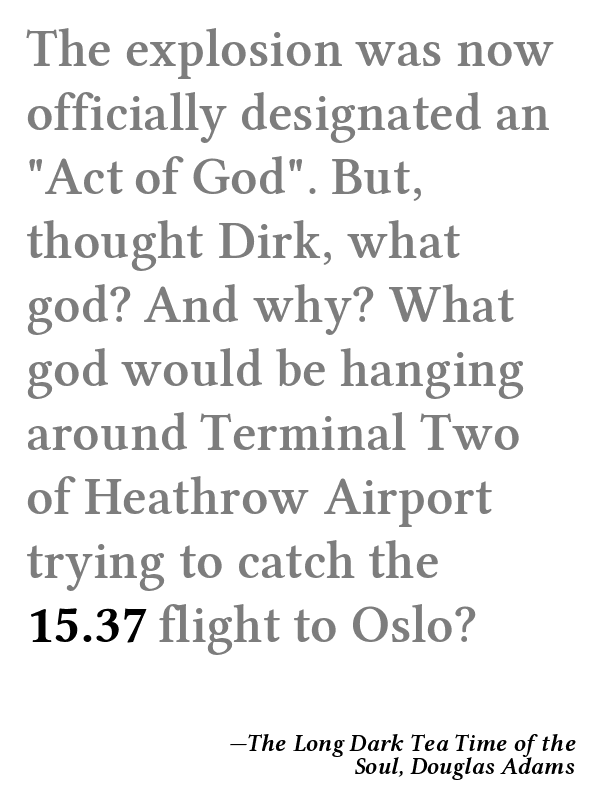 The explosion was now
officially designated an
"Act of God". But,
thought Dirk, what
god? And why? What
god would be hanging
around Terminal Two
of Heathrow Airport
trying to catch the
15.37 flight to Oslo?
—The Long Dark Tea Time of the
Soul, Douglas Adams